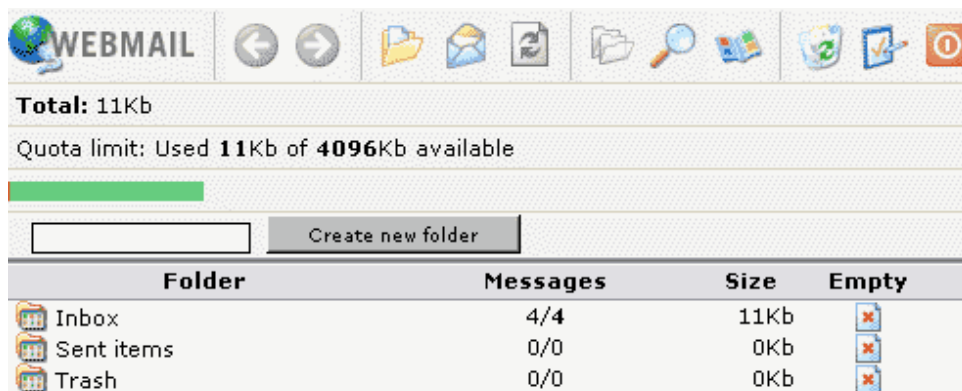 WEBMAIL
Total: 11Kb
Quota limit: Used 11Kb of 4096Kb available
Create new folder
Folder Messages Size Empty
Inbox 4/4 11Kb
Sent items 0/0 0Kb
Trash 0/0 0Kb